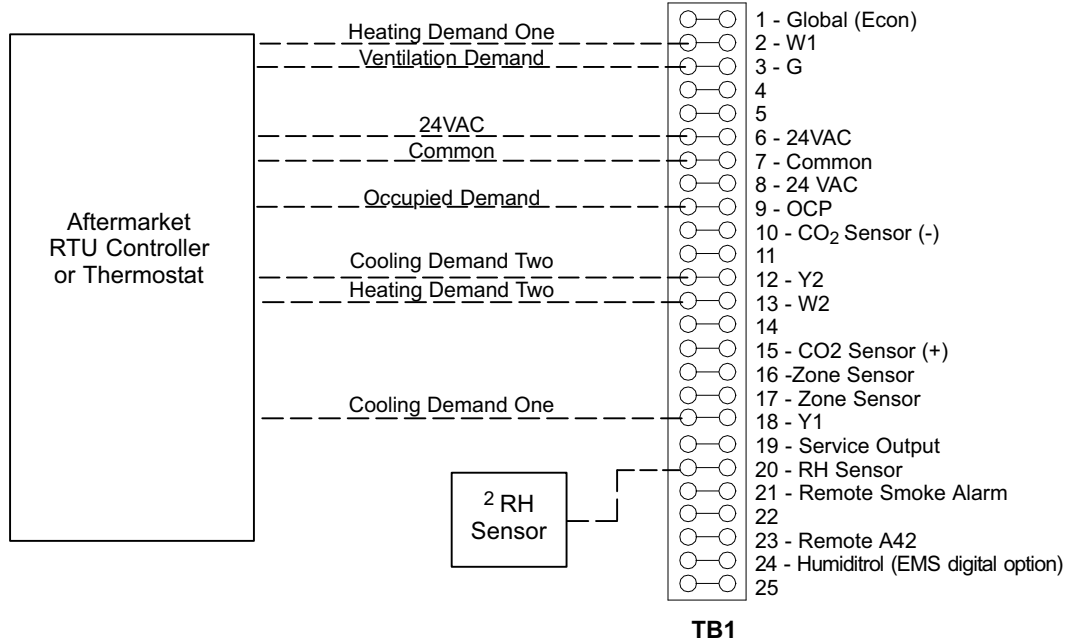 1 - Global (Econ)
Heating Demand One
2 - W1
Ventilation Demand
3 - G
4
5
24VAC
6 - 24VAC
Common
7 - Common
8 - 24 VAC
Occupied Demand
9 - OCP
10 - CO2 Sensor (-)
11
Cooling Demand Two
12 - Y2
Heating Demand Two
13 - W2
14
15 - CO2 Sensor (+)
16 -Zone Sensor
17 - Zone Sensor
Cooling Demand One
18 - Y1
19 - Service Output
20 - RH Sensor
21 - Remote Smoke Alarm
22
23 - Remote A42
24 - Humiditrol (EMS digital option)
25
Aftermarket
RTU Controller
or Thermostat
2 RH
Sensor
TB1